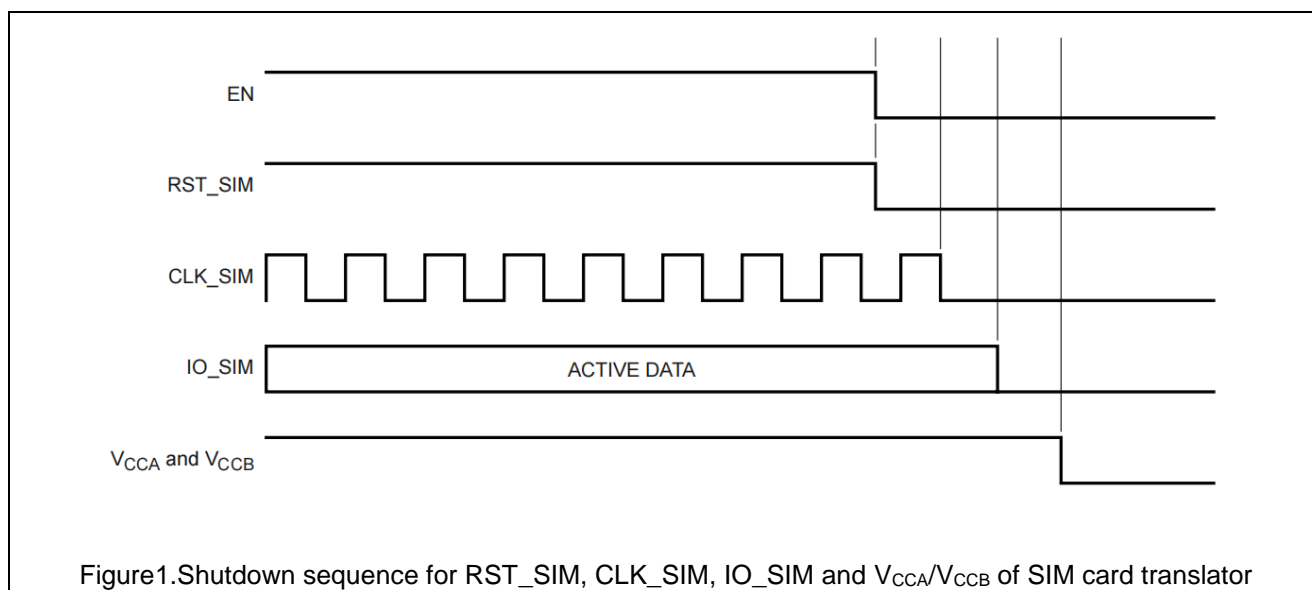 EN
RST_SIM
CLK_SIM
IO_SIM
ACTIVE DATA
VCCA and VCCB
Figure1.Shutdown sequence for RST_SIM, CLK_SIM, IO_SIM and VCCA/VCCB of SIM card translator